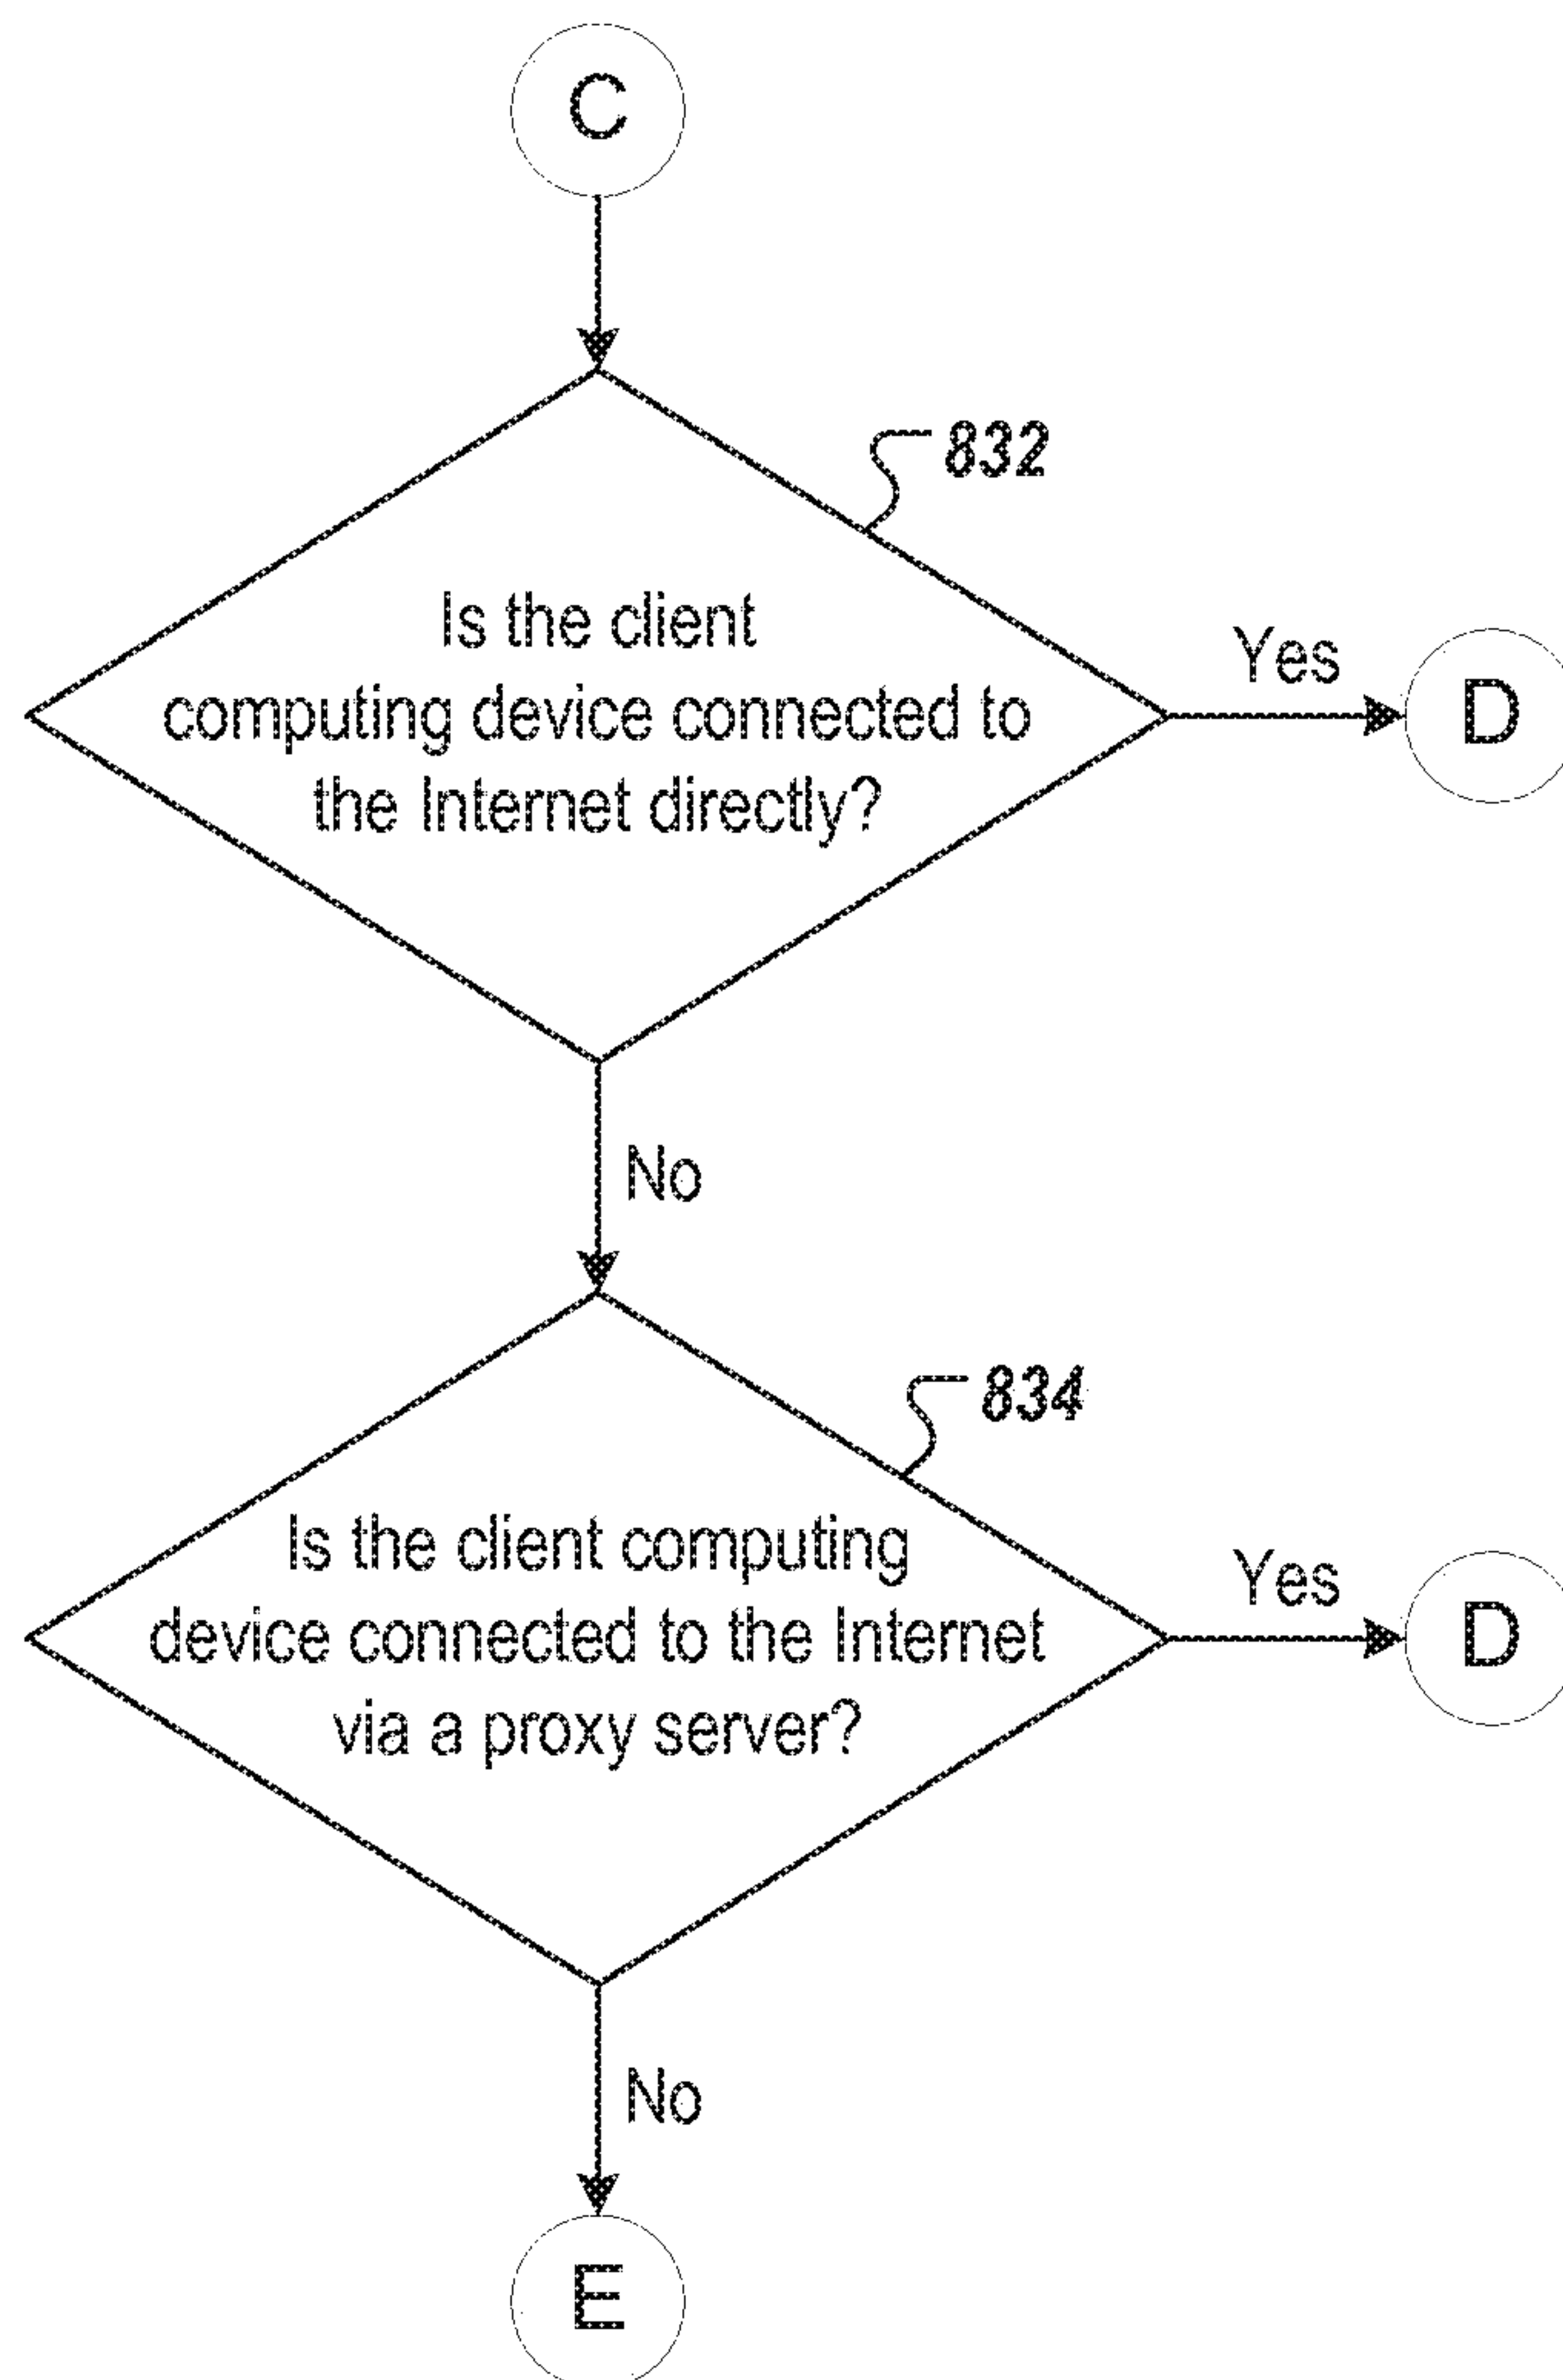 C
832
Is the client
computing device connected to
the Internet directly?
Yes
D
No
834
Is the client computing
device connected to the Internet
via a proxy server?
Yes
D
No
E